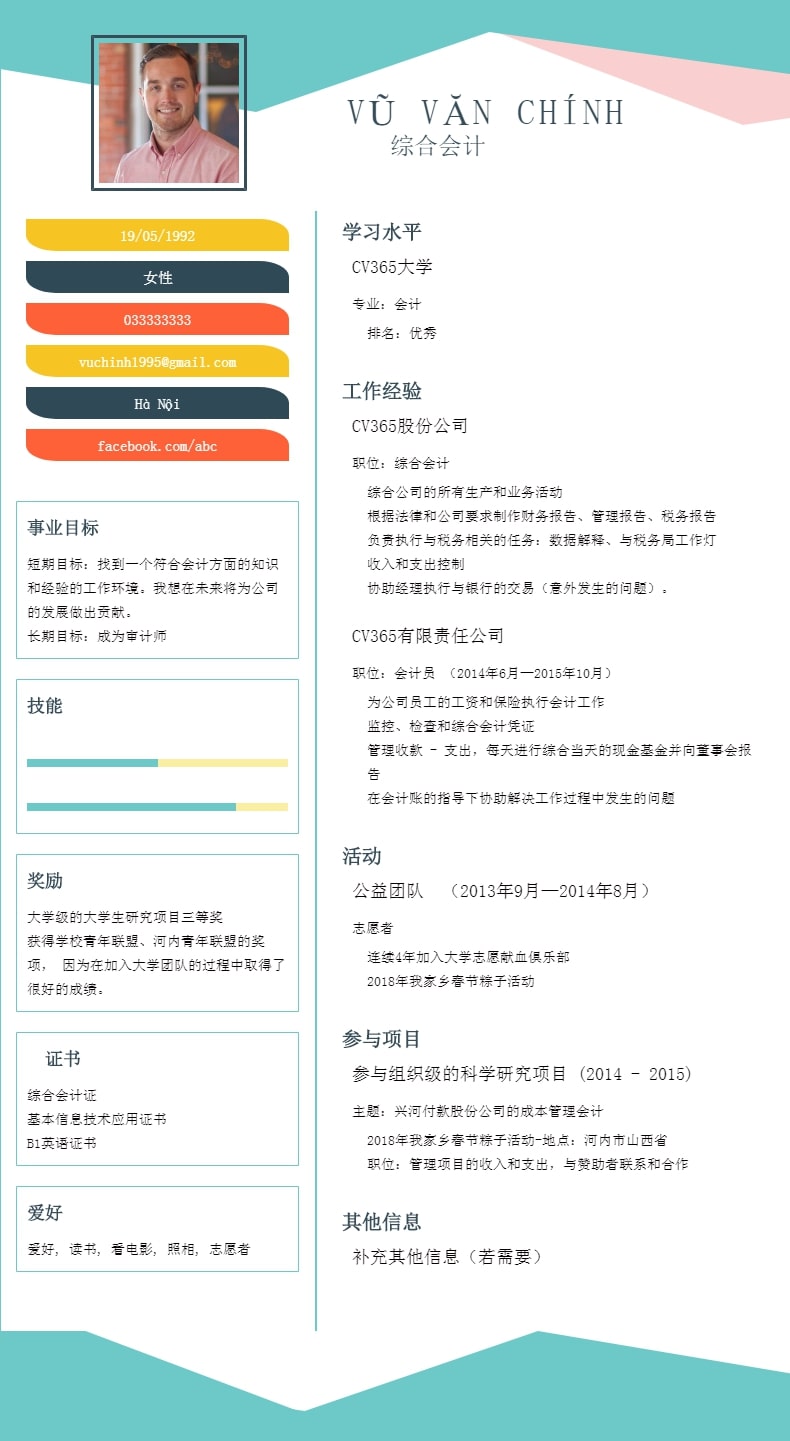 VŨ VĂN CHÍNH
综合会计
19/05/1992
女性
033333333
vuchinh1995@gmail.com
Hà Nội
facebook.com/abc
事业目标
短期目标: 找到一个符合会计方面的知识
和经验的工作环境。我想在未来将为公司
的发展做出贡献。
长期目标: 成为审计师
技能
奖励
大学级的大学生研究项目三等奖
获得学校青年联盟、河内青年联盟的奖
项， 因为在加入大学团队的过程中取得了
很好的成绩。
证书
综合会计证
基本信息技术应用证书
B1英语证书
爱好
爱好, 读书, 看电影, 照相, 志愿者
学习水平
CV365大学
专业: 会计
排名: 优秀
工作经验
CV365股份公司
职位: 综合会计
综合公司的所有生产和业务活动
根据法律和公司要求制作财务报告、管理报告、税务报告
负责执行与税务相关的任务: 数据解释、与税务局工作灯
收入和支出控制
协助经理执行与银行的交易（意外发生的问题）。
CV365有限责任公司
职位: 会计员 （2014年6月—2015年10月）
为公司员工的工资和保险执行会计工作
监控、检查和综合会计凭证
管理收款 - 支出, 每天进行综合当天的现金基金并向董事会报
告
在会计账的指导下协助解决工作过程中发生的问题
活动
公益团队 （2013年9月—2014年8月）
志愿者
连续4年加入大学志愿献血俱乐部
2018年我家乡春节粽子活动
参与项目
参与组织级的科学研究项目 (2014 - 2015)
主题: 兴河付款股份公司的成本管理会计
2018年我家乡春节粽子活动-地点: 河内市山西省
职位: 管理项目的收入和支出, 与赞助者联系和合作
其他信息
补充其他信息（若需要）